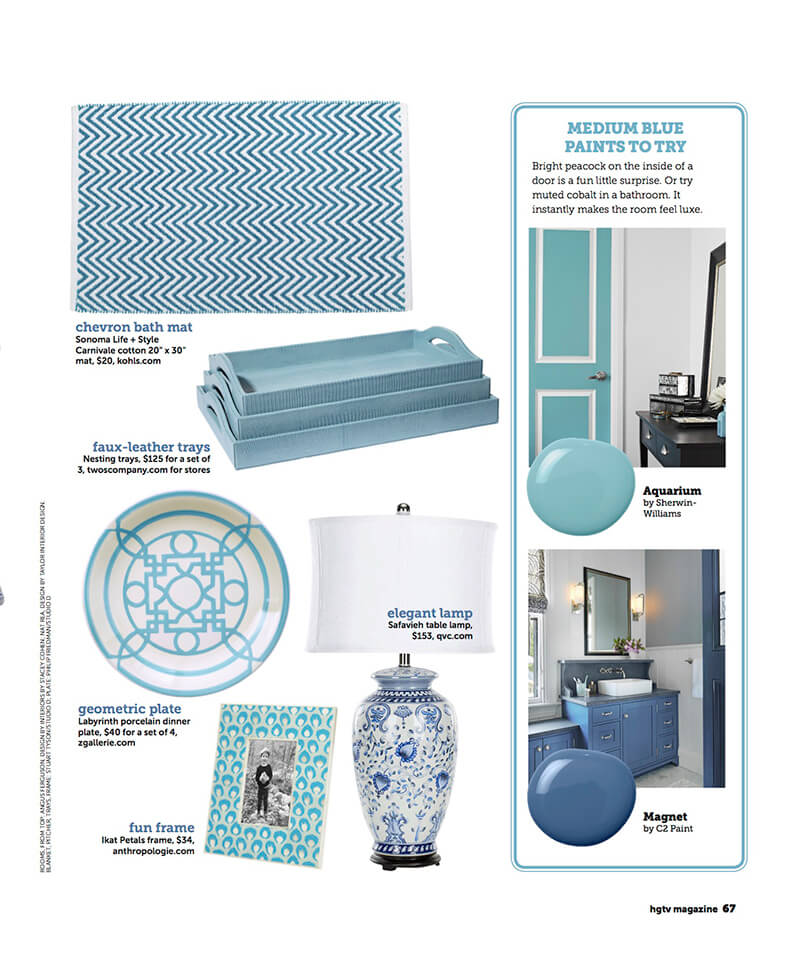 chevron bath mat
Sonoma Life + Style
Carnivale cotton 20" x 30"
mat, $20, kohls.com
faux-leather trays
Nesting trays, $125 for a set of
3, twoscompany.com for stores
elegant lamp
Safavieh table lamp,
$153, qvc.com
geometric plate
Labyrinth porcelain dinner
plate, $40 for a set of 4,
zgallerie.com
fun frame
Ikat Petals frame, $34,
anthropologie.com
MEDIUM BLUE
PAINTS TO TRY
Bright peacock on the inside of a
door is a fun little surprise. Or try
muted cobalt in a bathroom. It
instantly makes the room feel luxe.
Aquarium
by Sherwin-
Williams
Magnet
by C2 Paint
ROOMS, FROM TOP: ANGUS FERGUSON, DESIGN BY INTERIORS BY STACEY COHEN; NAT REA, DESIGN BY TAYLOR INTERIOR DESIGN.
BLANKET, PITCHER, TRAYS, FRAME: STUART TYSON/STUDIO D; PLATE: PHILIP FRIEDMAN/STUDIO D
hgtv magazine 67